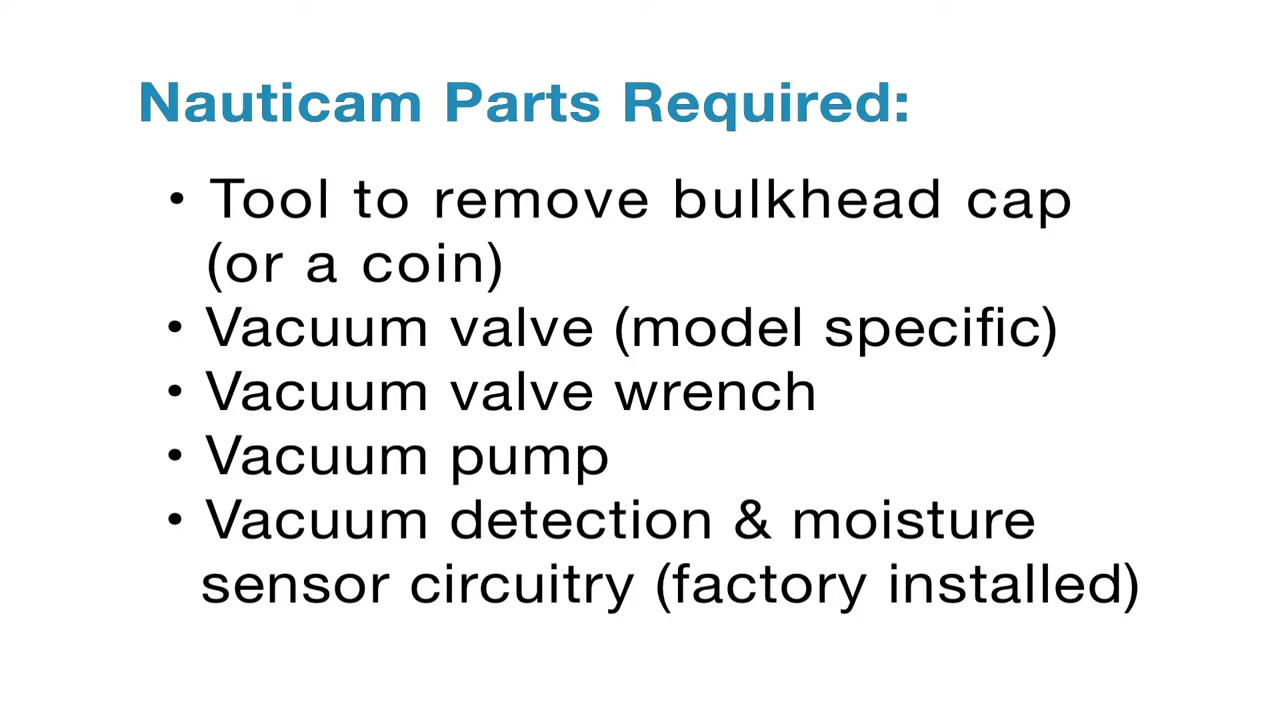 Nauticam Parts Required:
• Tool to remove bulkhead cap
(or a coin)
• Vacuum valve (model specific)
• Vacuum valve wrench
• Vacuum pump
• Vacuum detection & moisture
sensor circuitry (factory installed)